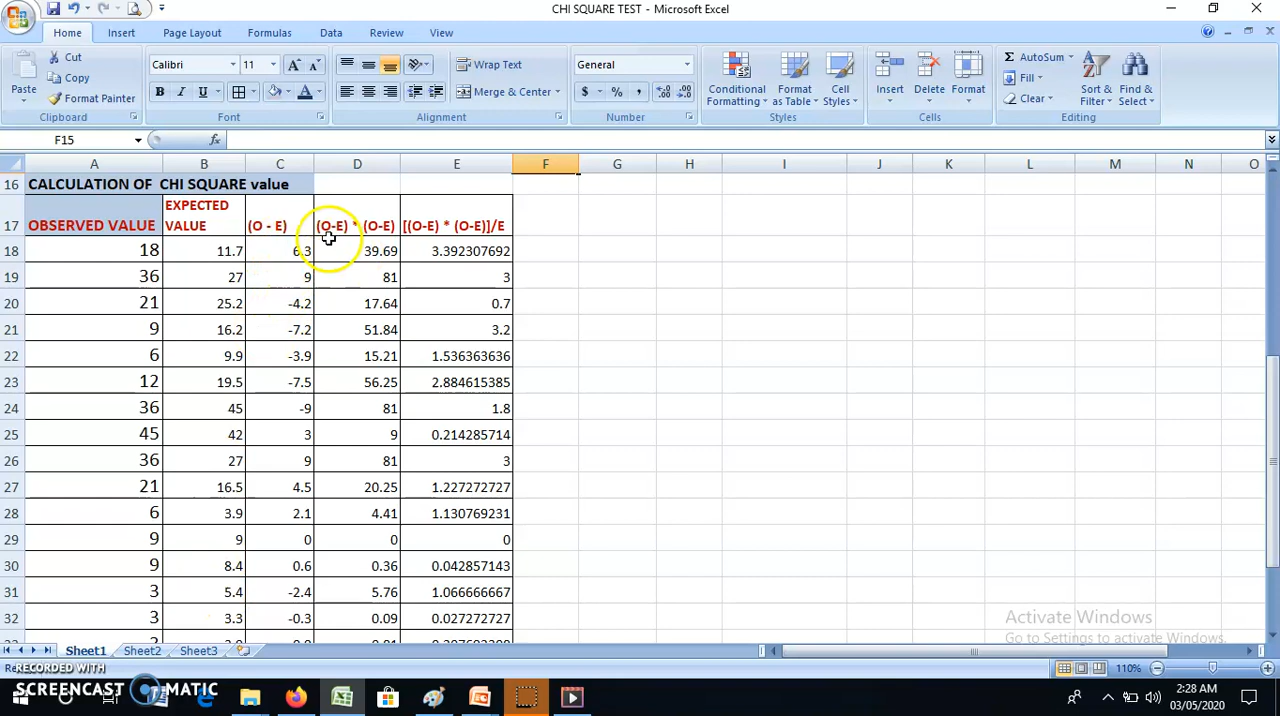 CHI SQUARE TEST - Microsoft Excel
Home Insert Page Layout Formulas Data Review View
Paste
Cut
Copy
Format Painter
Clipboard
Calibri 11
B I U
Font
Wrap Text
Merge & Center
Alignment
General
$ % ,
Number
Conditional Formatting
Format as Table
Cell Styles
Styles
Insert Delete Format
Cells
Σ AutoSum
Fill
Clear
Sort & Filter
Find & Select
Editing
F15 fx
A B C D E F G H I J K L M N O
16 CALCULATION OF CHI SQUARE value
17 OBSERVED VALUE EXPECTED VALUE (O - E) (O-E) * (O-E) [(O-E) * (O-E)]/E
18 18 11.7 6.3 39.69 3.392307692
19 36 27 9 81 3
20 21 25.2 -4.2 17.64 0.7
21 9 16.2 -7.2 51.84 3.2
22 6 9.9 -3.9 15.21 1.536363636
23 12 19.5 -7.5 56.25 2.884615385
24 36 45 -9 81 1.8
25 45 42 3 9 0.214285714
26 36 27 9 81 3
27 21 16.5 4.5 20.25 1.227272727
28 6 3.9 2.1 4.41 1.130769231
29 9 9 0 0 0
30 9 8.4 0.6 0.36 0.042857143
31 3 5.4 -2.4 5.76 1.066666667
32 3 3.3 -0.3 0.09 0.027272727
Activate Windows
Go to Settings to activate Windows.
Sheet1 Sheet2 Sheet3
110%
RECORDED WITH
SCREENCAST MATIC
2:28 AM
03/05/2020